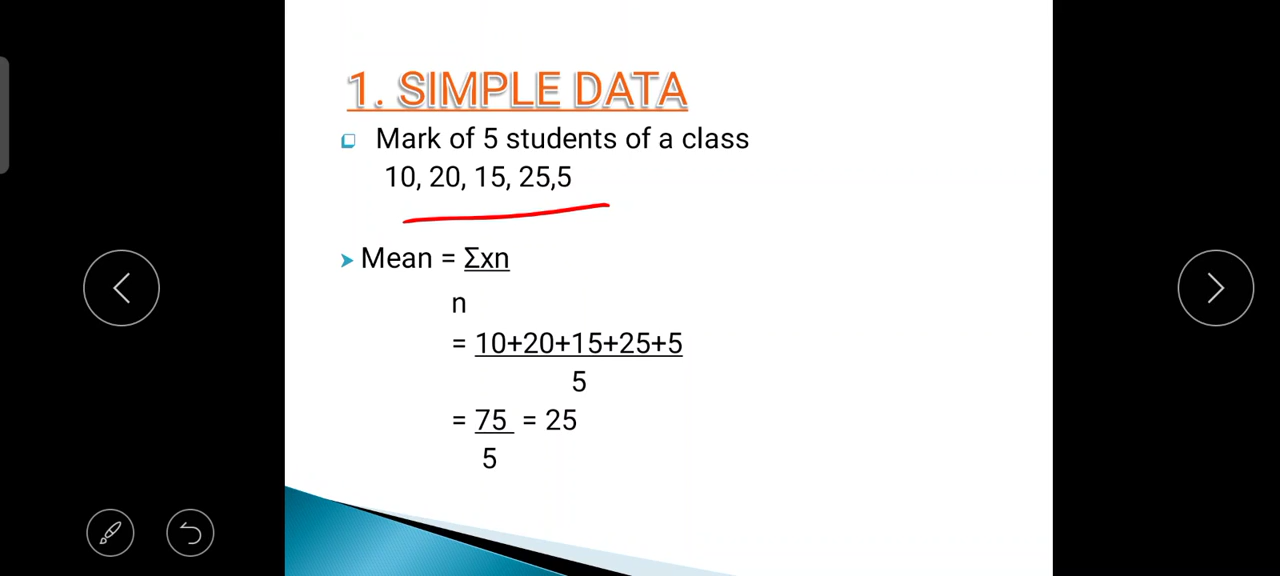 1. SIMPLE DATA
Mark of 5 students of a class
10, 20, 15, 25,5
Mean = Σxn
n
= 10+20+15+25+5
5
= 75 = 25
5